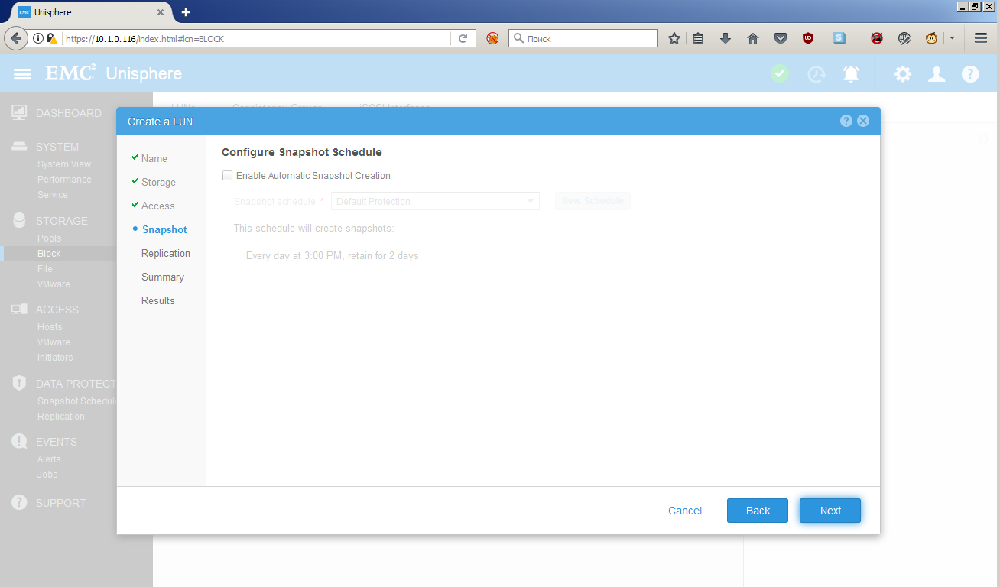 Unisphere
https://10.1.0.116/index.html#lcn=BLOCK
Поиск
EMC² Unisphere
LUNs Consistency Groups iSCSI Interfaces
DASHBOARD
SYSTEM
System View
Performance
Service
STORAGE
Pools
Block
File
VMware
ACCESS
Hosts
VMware
Initiators
DATA PROTECT
Snapshot Schedul
Replication
EVENTS
Alerts
Jobs
SUPPORT
Create a LUN
Name
Storage
Access
Snapshot
Replication
Summary
Results
Configure Snapshot Schedule
Enable Automatic Snapshot Creation
Snapshot schedule: * Default Protection New Schedule
This schedule will create snapshots:
Every day at 3:00 PM, retain for 2 days
Cancel Back Next